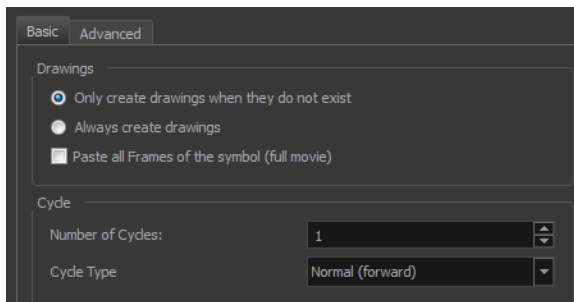 Basic Advanced
Drawings
Only create drawings when they do not exist
Always create drawings
Paste all Frames of the symbol (full movie)
Cycle
Number of Cycles: 1
Cycle Type Normal (forward)